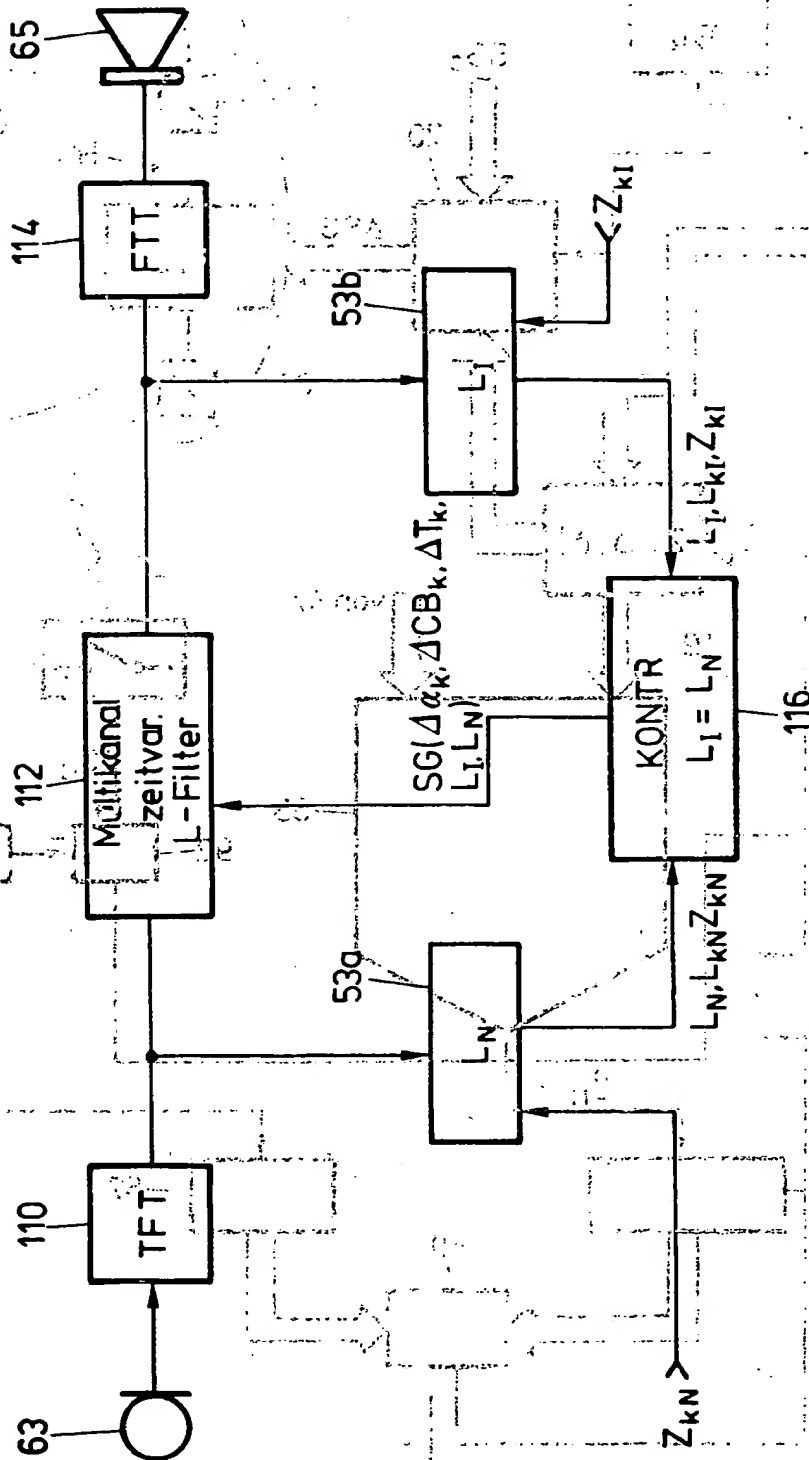 63
110
TFT
112
Multikanal
zeitvar.
L-Filter
114
FTT.
65
53a
L_N
53b
L_I
Z_kN
Z_kI
SG(Δα_k, ΔCB_k, ΔT_k,
L_I, L_N)
L_N, L_kN Z_kN
L_I, L_kI, Z_kI
KONTR
L_I = L_N
116